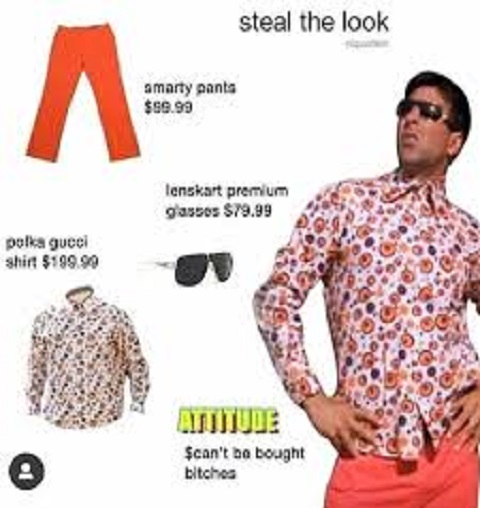 steal the look
smarty pants
$99.99
lenskart premium
glasses $79.99
polka gucci
shirt $199.99
ATTITUDE
$can't be bought
bitches